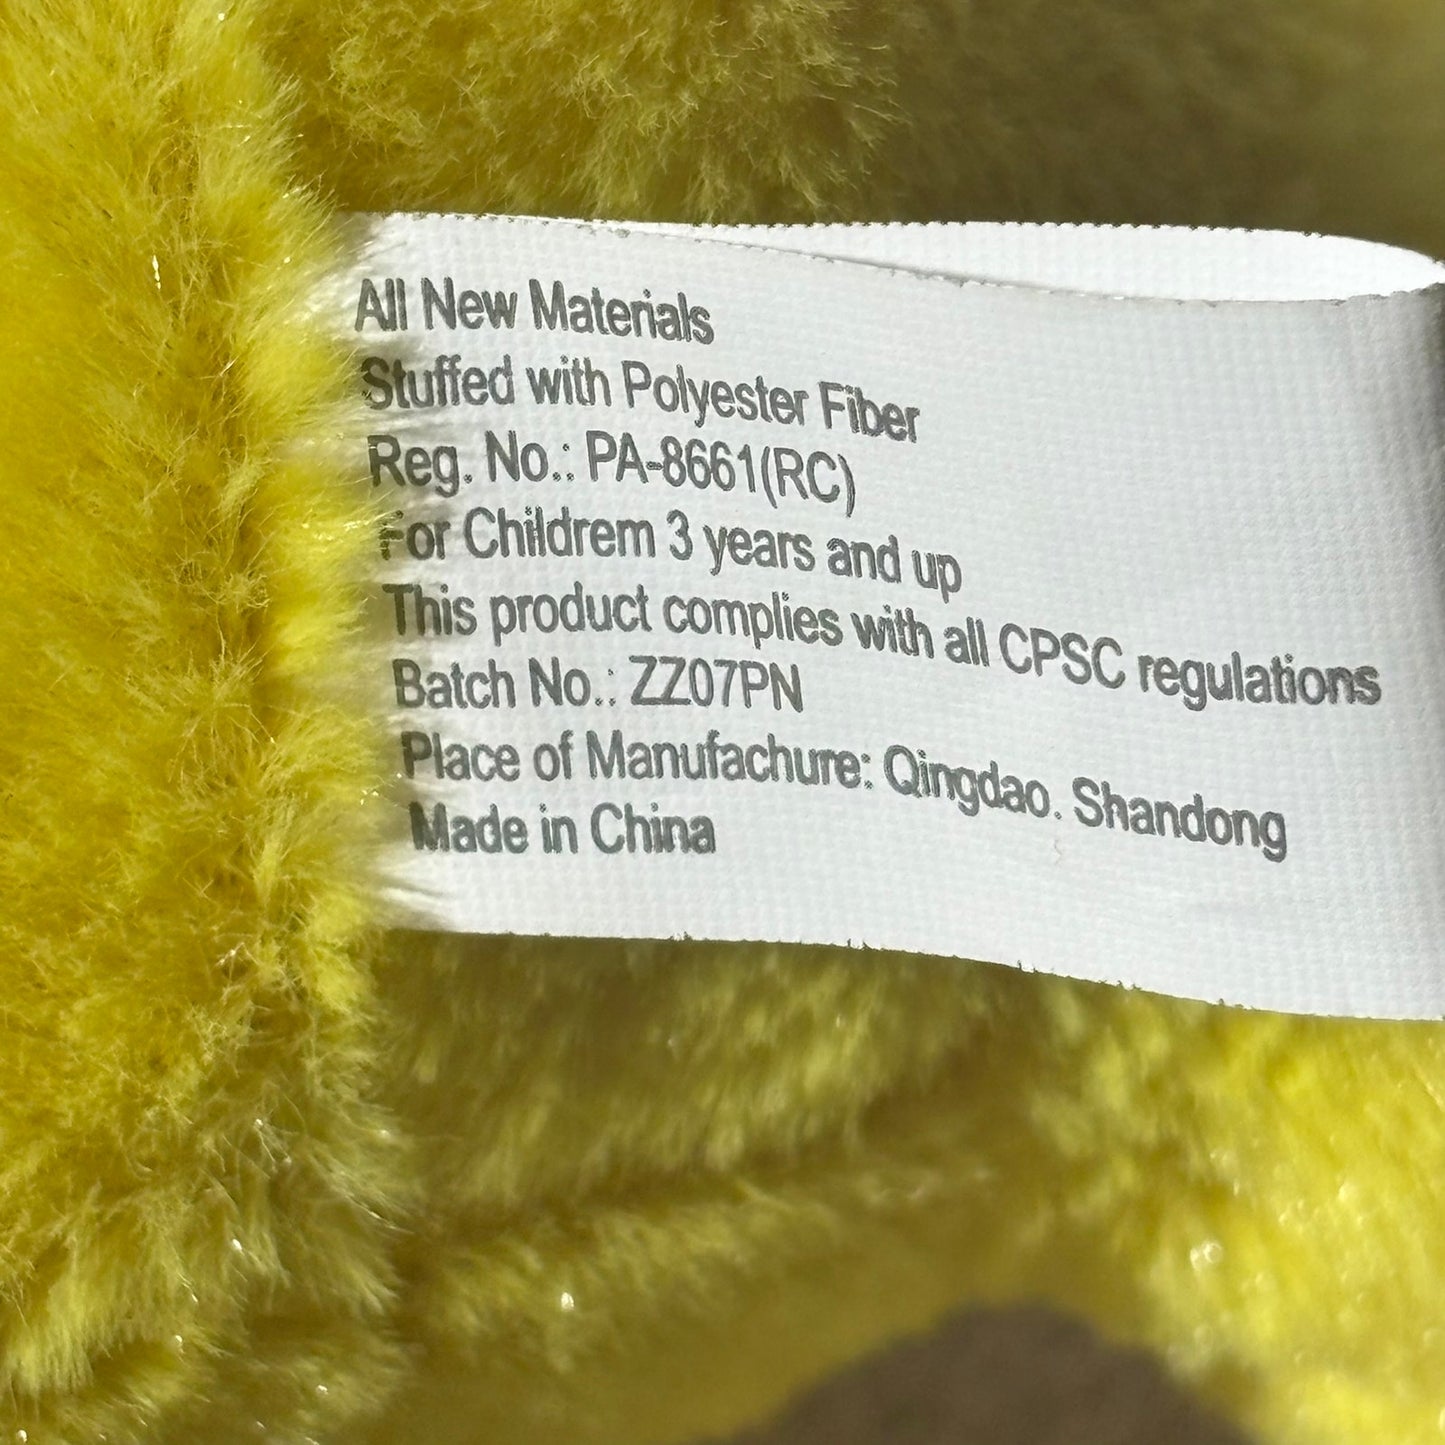 All New Materials
Stuffed with Polyester Fiber
Reg. No.: PA-8661(RC)
For Childrem 3 years and up
This product complies with all CPSC regulations
Batch No.: ZZ07PN
Place of Manufachure: Qingdao. Shandong
Made in China